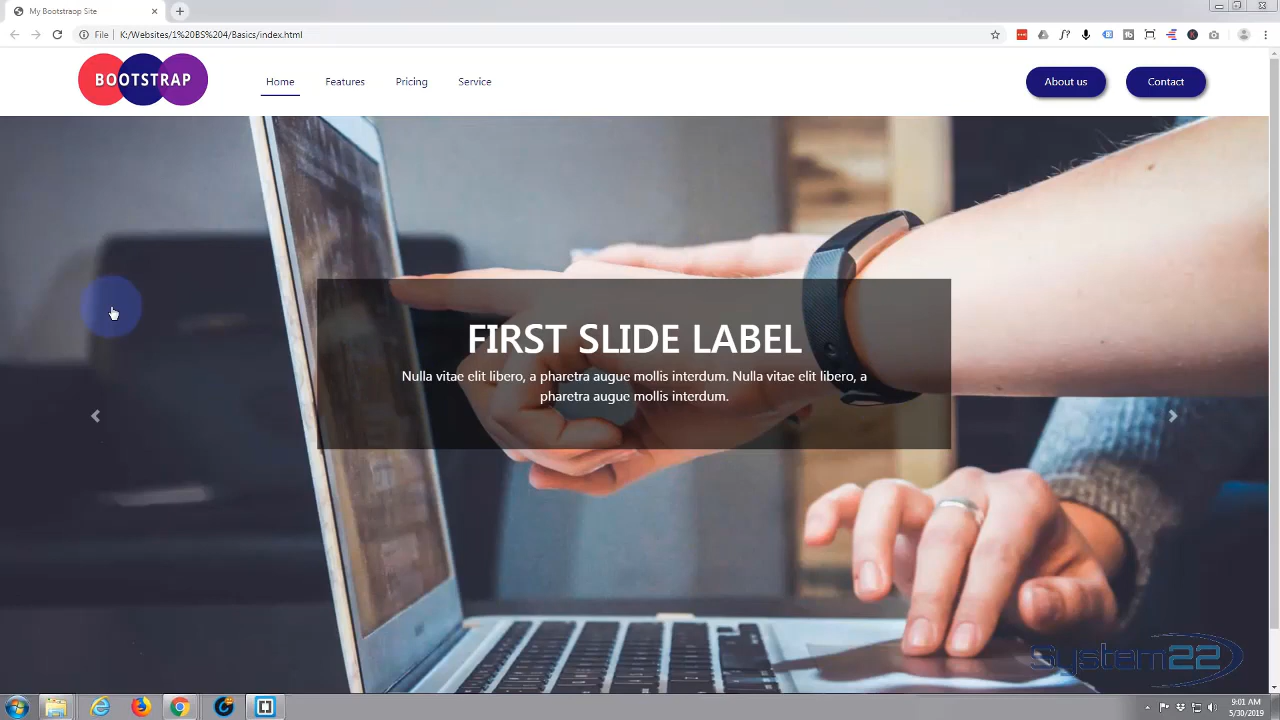 My Bootstraop Site
File | K:/Websites/1%20BS%204/Basics/index.html
BOOTSTRAP
Home
Features
Pricing
Service
About us
Contact
FIRST SLIDE LABEL
Nulla vitae elit libero, a pharetra augue mollis interdum. Nulla vitae elit libero, a
pharetra augue mollis interdum.
System22
9:01 AM
5/30/2019